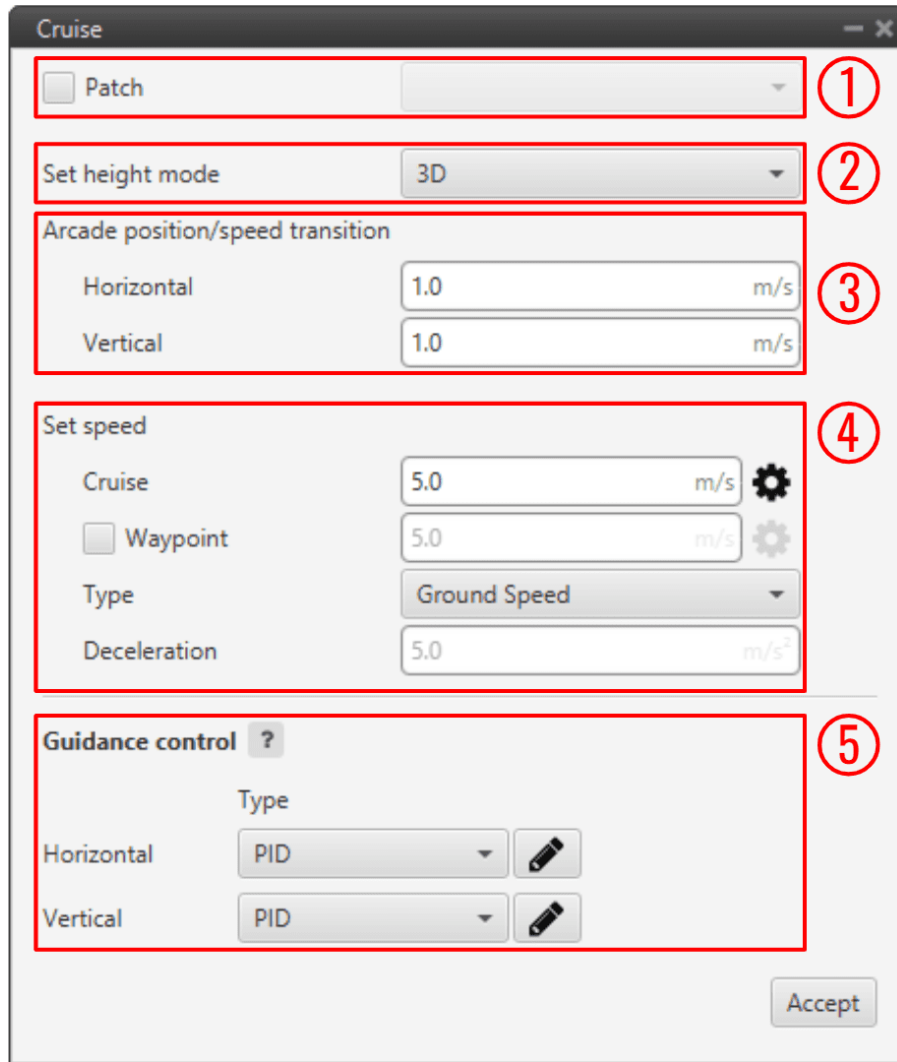 Cruise
Patch ①
Set height mode 3D ②
Arcade position/speed transition
Horizontal 1.0 m/s ③
Vertical 1.0 m/s
Set speed ④
Cruise 5.0 m/s
Waypoint 5.0 m/s
Type Ground Speed
Deceleration 5.0 m/s²
Guidance control ? ⑤
Type
Horizontal PID
Vertical PID
Accept